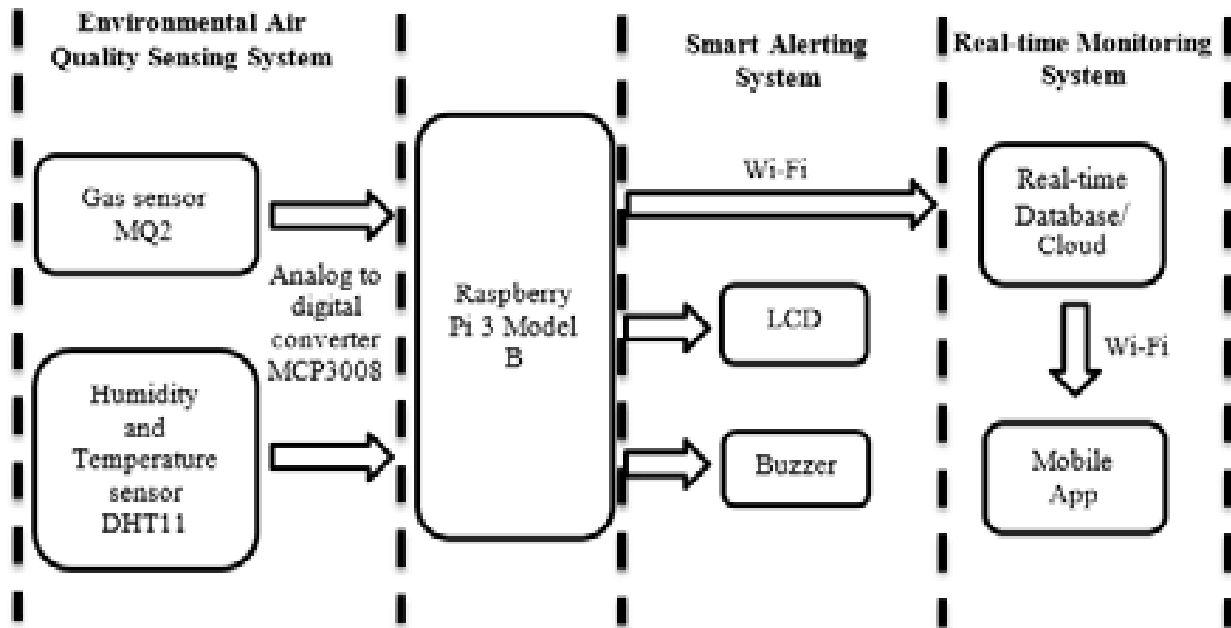 Environmental Air
Quality Sensing System
Gas sensor
MQ2
Analog to
digital
converter
MCP3008
Humidity
and
Temperature
sensor
DHT11
Raspberry
Pi 3 Model
B
Smart Alerting
System
Wi-Fi
LCD
Buzzer
Real-time Monitoring
System
Real-time
Database/
Cloud
Wi-Fi
Mobile
App